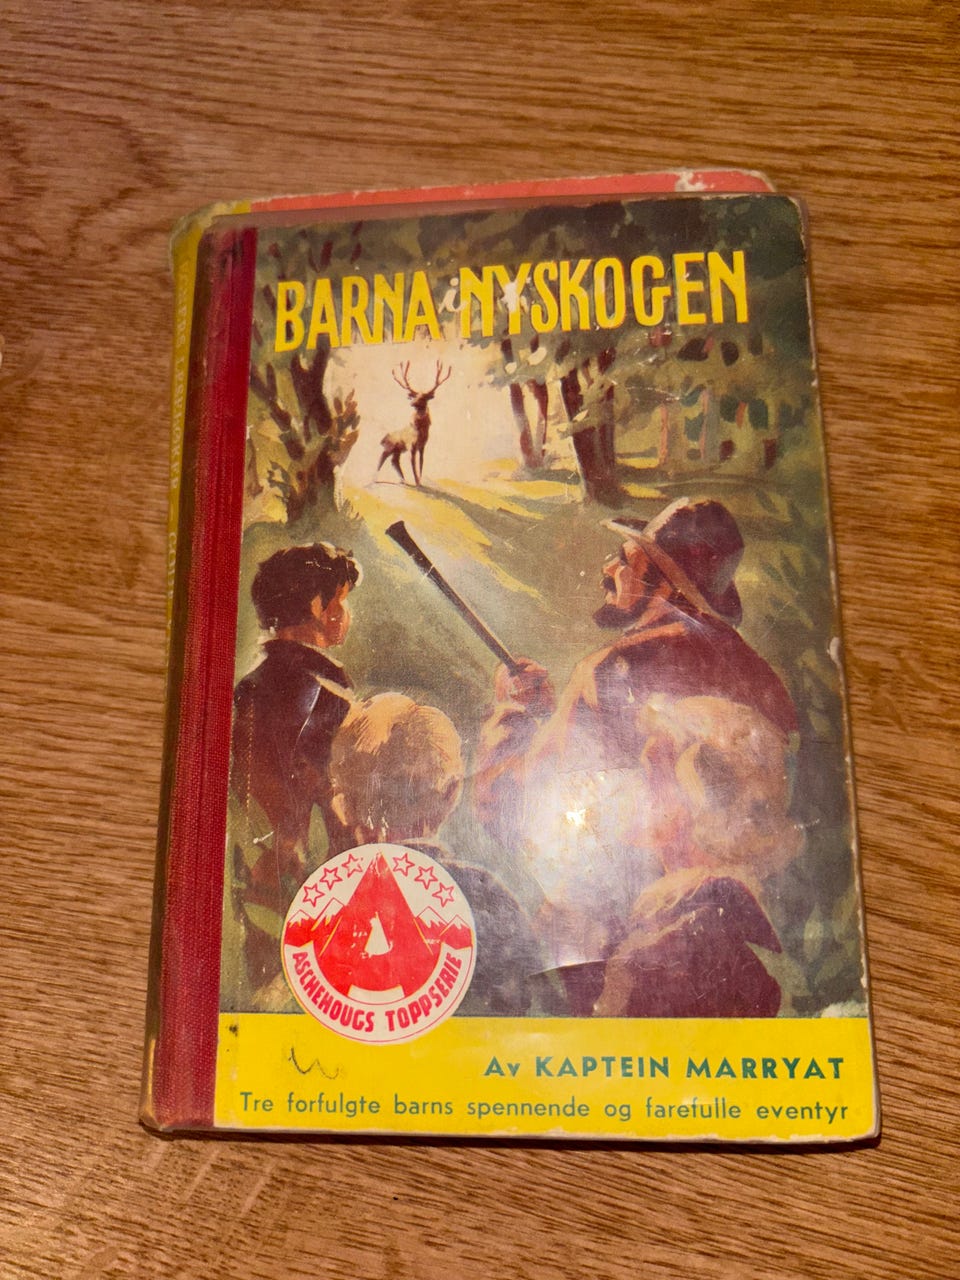 BARNA i NYSKOGEN
ASCHEHOUGS TOPPSERIE
Av KAPTEIN MARRYAT
Tre forfulgte barns spennende og farefulle eventyr